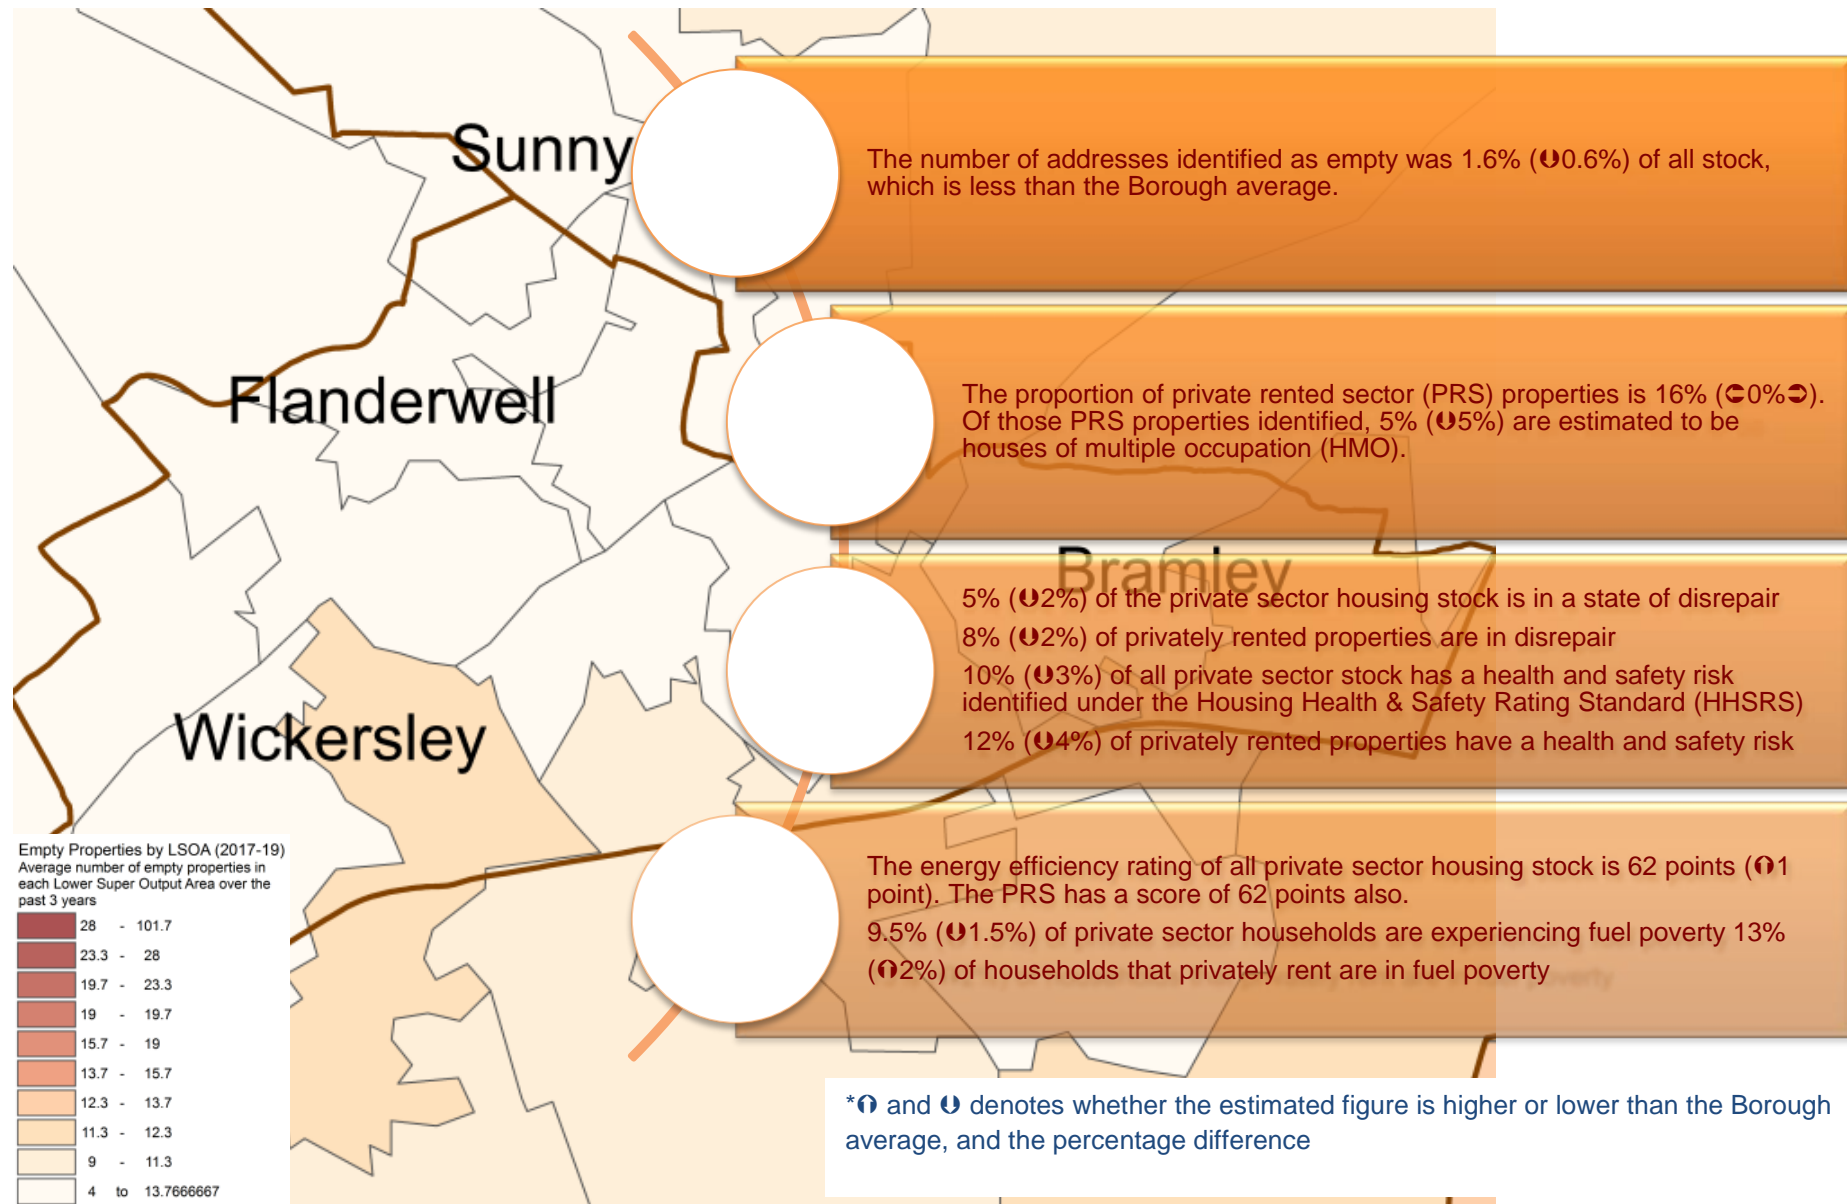 Sunny
The number of addresses identified as empty was 1.6% (⮋0.6%) of all stock,
which is less than the Borough average.
Flanderwell
The proportion of private rented sector (PRS) properties is 16% (⮈0%⮊).
Of those PRS properties identified, 5% (⮋5%) are estimated to be
houses of multiple occupation (HMO).
Bramley
5% (⮋2%) of the private sector housing stock is in a state of disrepair
8% (⮋2%) of privately rented properties are in disrepair
10% (⮋3%) of all private sector stock has a health and safety risk
identified under the Housing Health & Safety Rating Standard (HHSRS)
12% (⮋4%) of privately rented properties have a health and safety risk
Wickersley
The energy efficiency rating of all private sector housing stock is 62 points (⮉1
point). The PRS has a score of 62 points also.
9.5% (⮋1.5%) of private sector households are experiencing fuel poverty 13%
(⮉2%) of households that privately rent are in fuel poverty
Empty Properties by LSOA (2017-19)
Average number of empty properties in
each Lower Super Output Area over the
past 3 years
28 - 101.7
23.3 - 28
19.7 - 23.3
19 - 19.7
15.7 - 19
13.7 - 15.7
12.3 - 13.7
11.3 - 12.3
9 - 11.3
4 to 13.7666667
*⮉ and ⮋ denotes whether the estimated figure is higher or lower than the Borough
average, and the percentage difference